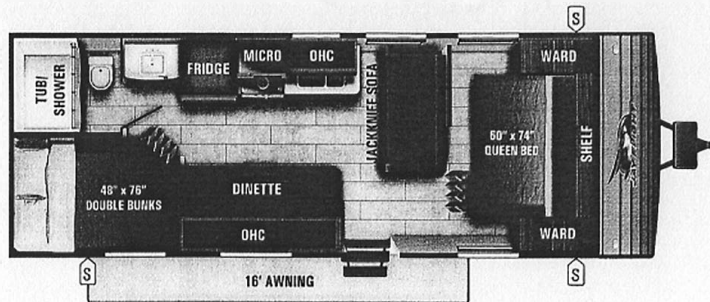 S
TUB/
SHOWER
FRIDGE
MICRO
OHC
JACKKNIFE SOFA
WARD
60" x 74"
QUEEN BED
SHELF
48" x 76"
DOUBLE BUNKS
DINETTE
OHC
WARD
S
16' AWNING
S